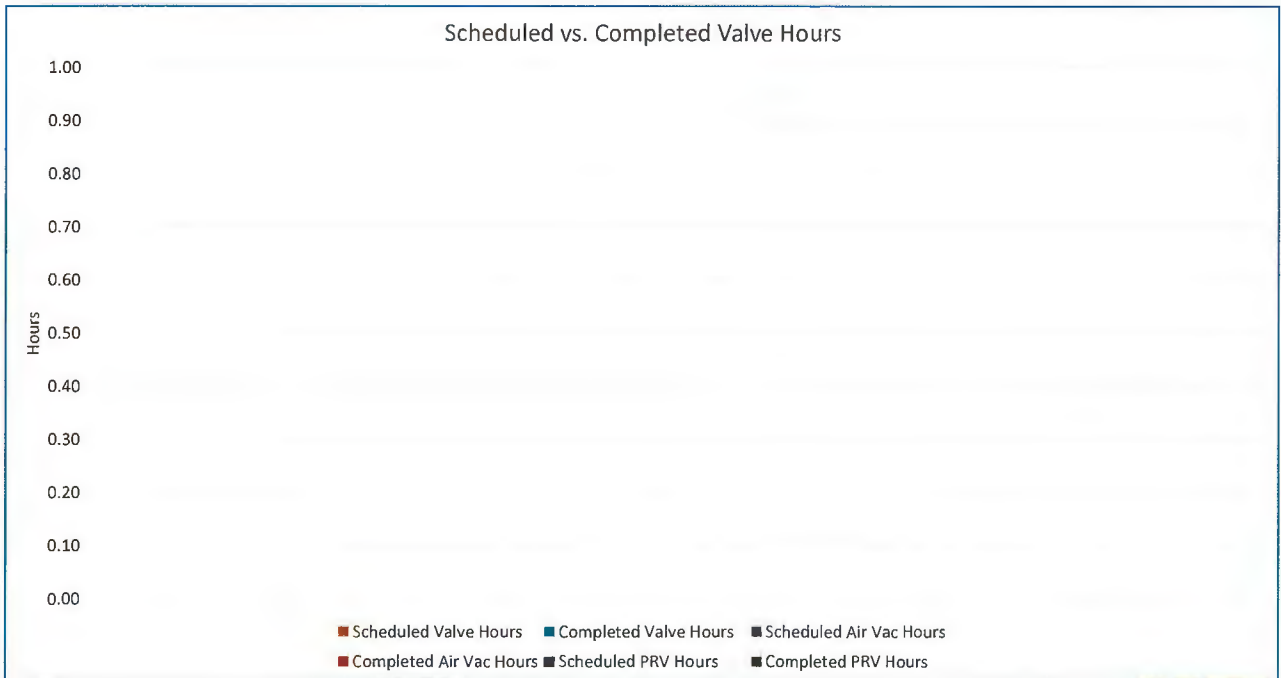 Scheduled vs. Completed Valve Hours
1.00
0.90
0.80
0.70
0.60
0.50
0.40
0.30
0.20
0.10
0.00
Hours
Scheduled Valve Hours
Completed Valve Hours
Scheduled Air Vac Hours
Completed Air Vac Hours
Scheduled PRV Hours
Completed PRV Hours